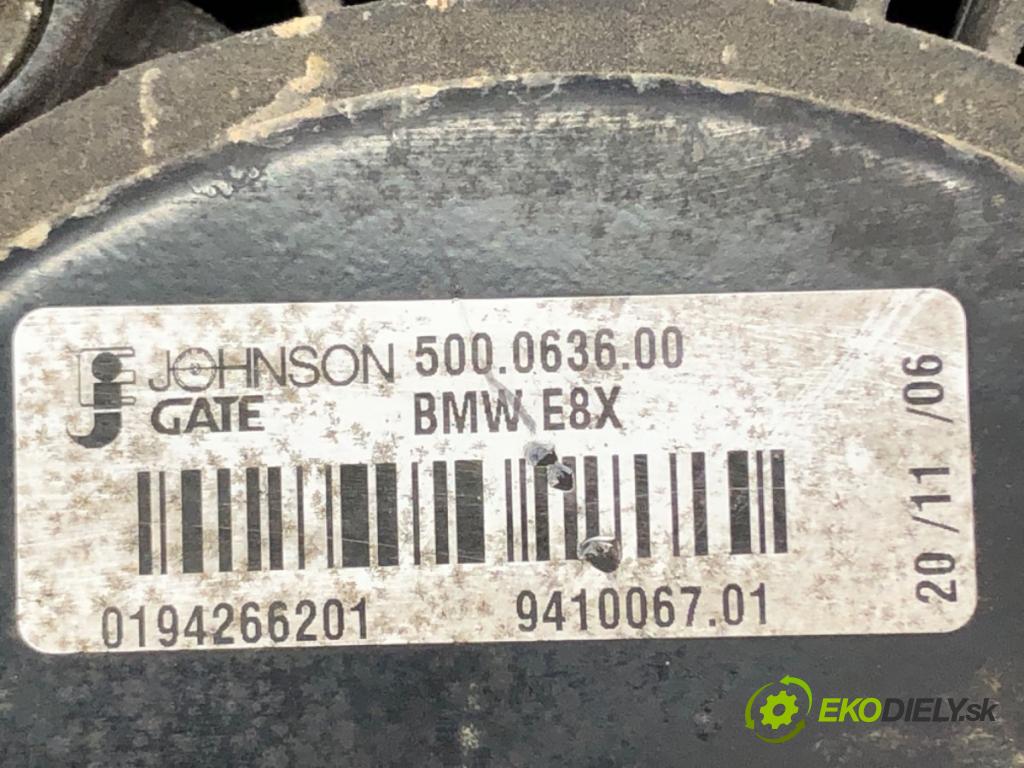 JOHNSON 500.0636.00
GATE BMW E8X
0194266201 9410067.01
20/11/06
EKODIELY.sk